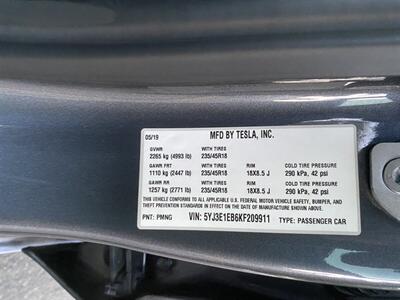 05/19 MFD BY TESLA, INC.
GVWR WITH TIRES
2265 kg (4993 lb) 235/45R18
GAWR FRT WITH TIRES RIM COLD TIRE PRESSURE
1110 kg (2447 lb) 235/45R18 18X8.5 J 290 kPa, 42 psi
GAWR RR WITH TIRES RIM COLD TIRE PRESSURE
1257 kg (2771 lb) 235/45R18 18X8.5 J 290 kPa, 42 psi
THIS VEHICLE CONFORMS TO ALL APPLICABLE U.S. FEDERAL MOTOR VEHICLE SAFETY, BUMPER, AND
THEFT PREVENTION STANDARDS IN EFFECT ON THE DATE OF MANUFACTURE SHOWN ABOVE.
PNT: PMNG VIN: 5YJ3E1EB6KF209911 TYPE: PASSENGER CAR